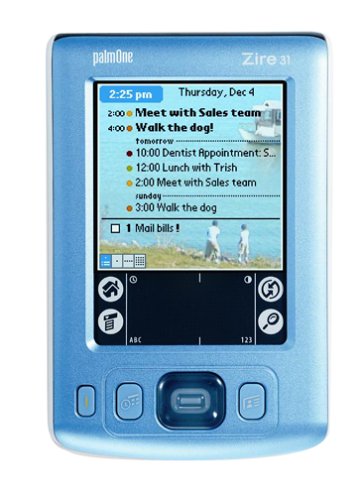 palmOne
Zire 31
2:25 pm Thursday, Dec 4
2:00 Meet with Sales team
4:00 Walk the dog!
tomorrow
10:00 Dentist Appointment: S...
12:00 Lunch with Trish
2:00 Meet with Sales team
sunday
3:00 Walk the dog
1 Mail bills !
ABC 123